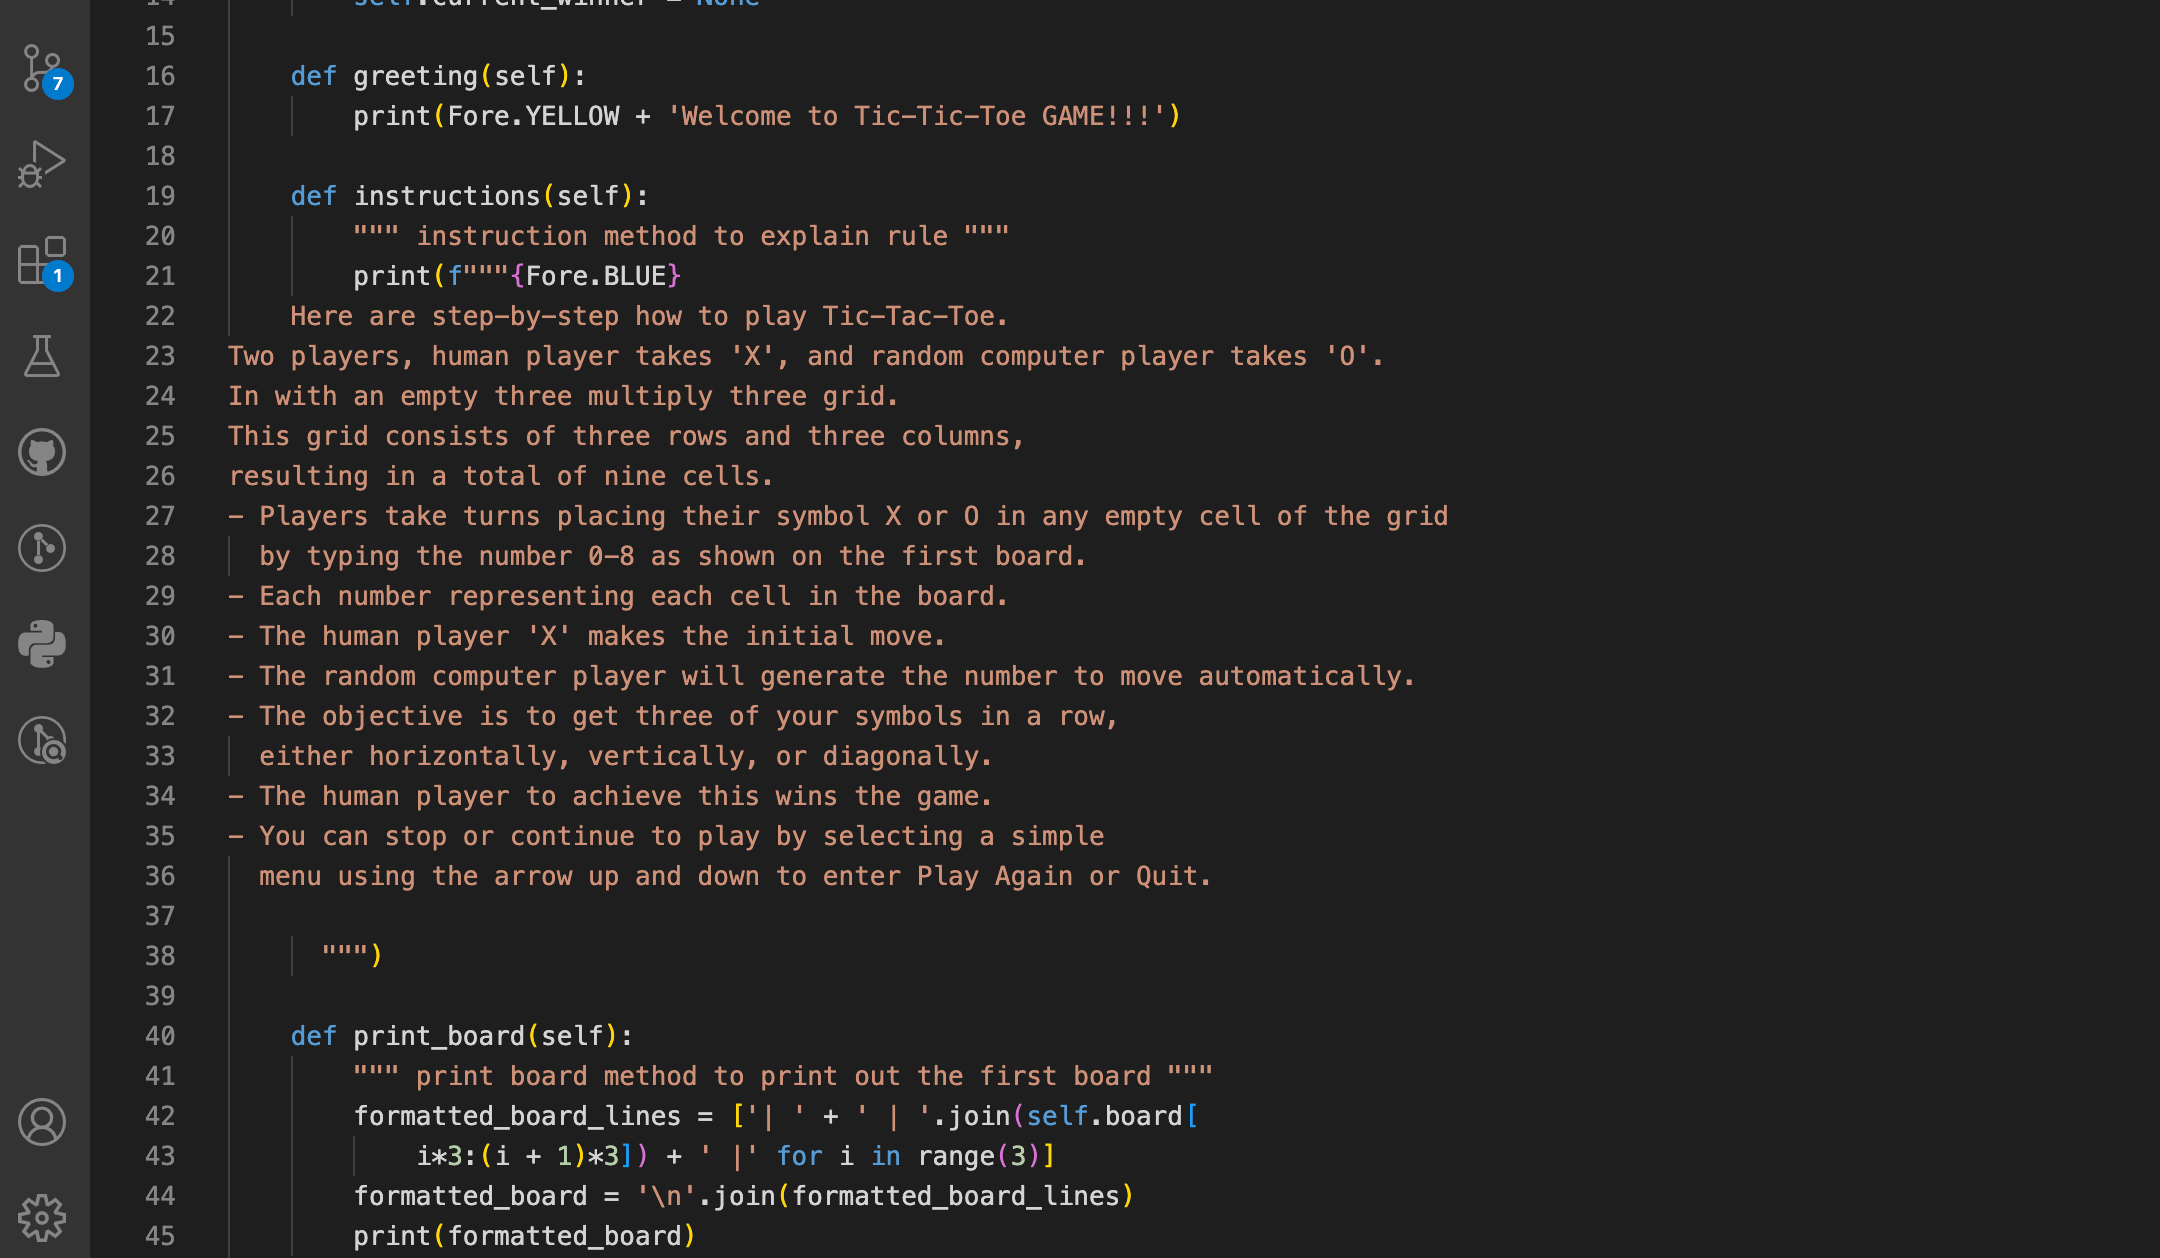 14 self.current_winner = None
15
16 def greeting(self):
17 print(Fore.YELLOW + 'Welcome to Tic-Tic-Toe GAME!!!')
18
19 def instructions(self):
20 """ instruction method to explain rule """
21 print(f"""{Fore.BLUE}
22 Here are step-by-step how to play Tic-Tac-Toe.
23 Two players, human player takes 'X', and random computer player takes 'O'.
24 In with an empty three multiply three grid.
25 This grid consists of three rows and three columns,
26 resulting in a total of nine cells.
27 - Players take turns placing their symbol X or O in any empty cell of the grid
28 by typing the number 0-8 as shown on the first board.
29 - Each number representing each cell in the board.
30 - The human player 'X' makes the initial move.
31 - The random computer player will generate the number to move automatically.
32 - The objective is to get three of your symbols in a row,
33 either horizontally, vertically, or diagonally.
34 - The human player to achieve this wins the game.
35 - You can stop or continue to play by selecting a simple
36 menu using the arrow up and down to enter Play Again or Quit.
37
38 """)
39
40 def print_board(self):
41 """ print board method to print out the first board """
42 formatted_board_lines = ['| ' + ' | '.join(self.board[
43 i*3:(i + 1)*3]) + ' |' for i in range(3)]
44 formatted_board = '\n'.join(formatted_board_lines)
45 print(formatted_board)
7
1